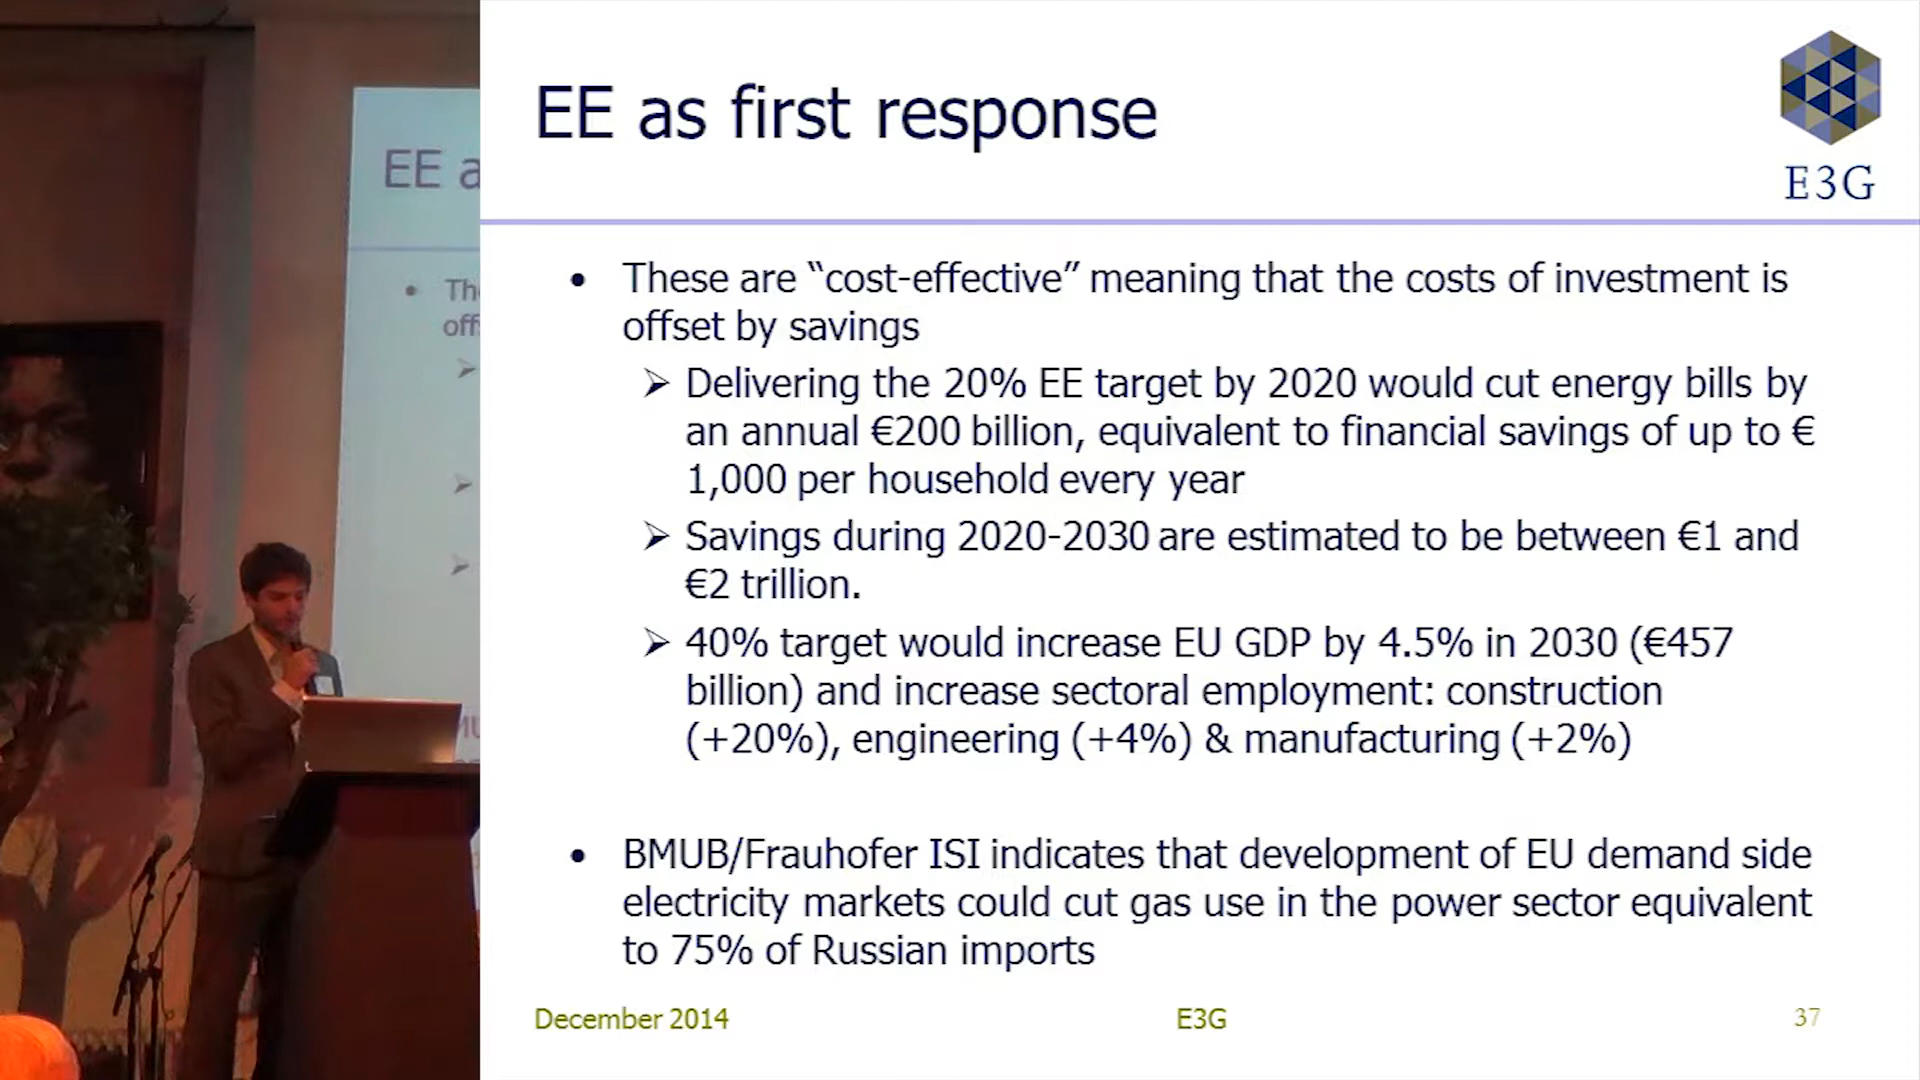 EE as first response
E3G
• These are “cost-effective” meaning that the costs of investment is
offset by savings
➢ Delivering the 20% EE target by 2020 would cut energy bills by
an annual €200 billion, equivalent to financial savings of up to €
1,000 per household every year
➢ Savings during 2020-2030 are estimated to be between €1 and
€2 trillion.
➢ 40% target would increase EU GDP by 4.5% in 2030 (€457
billion) and increase sectoral employment: construction
(+20%), engineering (+4%) & manufacturing (+2%)
• BMUB/Frauhofer ISI indicates that development of EU demand side
electricity markets could cut gas use in the power sector equivalent
to 75% of Russian imports
December 2014 E3G 37
EE a
• Th
off